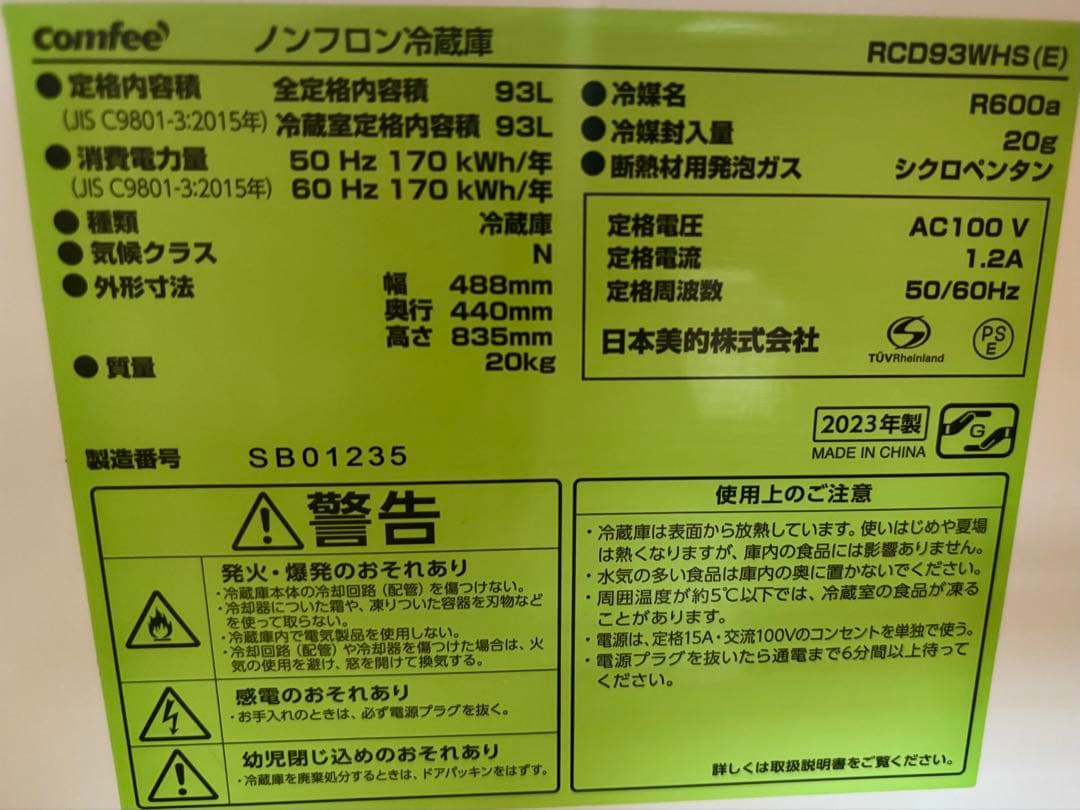 comfee' ノンフロン冷蔵庫 RCD93WHS(E)
●定格内容積 全定格内容積 93L
(JIS C9801-3:2015年) 冷蔵室定格内容積 93L
●消費電力量 50 Hz 170 kWh/年
(JIS C9801-3:2015年) 60 Hz 170 kWh/年
●種類 冷蔵庫
●気候クラス N
●外形寸法 幅 488mm
奥行 440mm
高さ 835mm
●質量 20kg
●冷媒名 R600a
●冷媒封入量 20g
●断熱材用発泡ガス シクロペンタン
定格電圧 AC100 V
定格電流 1.2A
定格周波数 50/60Hz
日本美的株式会社 TÜVRheinland PSE
2023年製
MADE IN CHINA
G
製造番号 SB01235
警告
発火・爆発のおそれあり
・冷蔵庫本体の冷却回路(配管)を傷つけない。
・冷却器についた霜や、凍りついた容器を刃物など
を使って取らない。
・冷蔵庫内で電気製品を使用しない。
・冷却回路(配管)や冷却器を傷つけた場合は、火
気の使用を避け、窓を開けて換気する。
感電のおそれあり
・お手入れのときは、必ず電源プラグを抜く。
幼児閉じ込めのおそれあり
・冷蔵庫を廃棄処分するときは、ドアパッキンをはずす。
使用上のご注意
・冷蔵庫は表面から放熱しています。使いはじめや夏場
は熱くなりますが、庫内の食品には影響ありません。
・水気の多い食品は庫内の奥に置かないでください。
・周囲温度が約5℃以下では、冷蔵室の食品が凍る
ことがあります。
・電源は、定格15A・交流100Vのコンセントを単独で使う。
・電源プラグを抜いたら通電まで6分間以上待って
ください。
詳しくは取扱説明書をご覧ください。